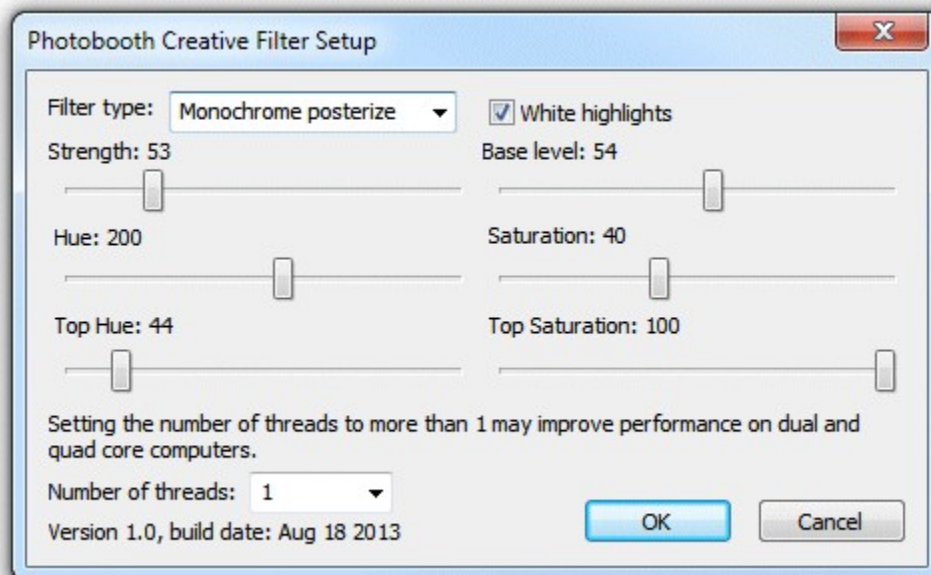 Photobooth Creative Filter Setup
Filter type: Monochrome posterize White highlights
Strength: 53 Base level: 54
Hue: 200 Saturation: 40
Top Hue: 44 Top Saturation: 100
Setting the number of threads to more than 1 may improve performance on dual and
quad core computers.
Number of threads: 1
Version 1.0, build date: Aug 18 2013 OK Cancel